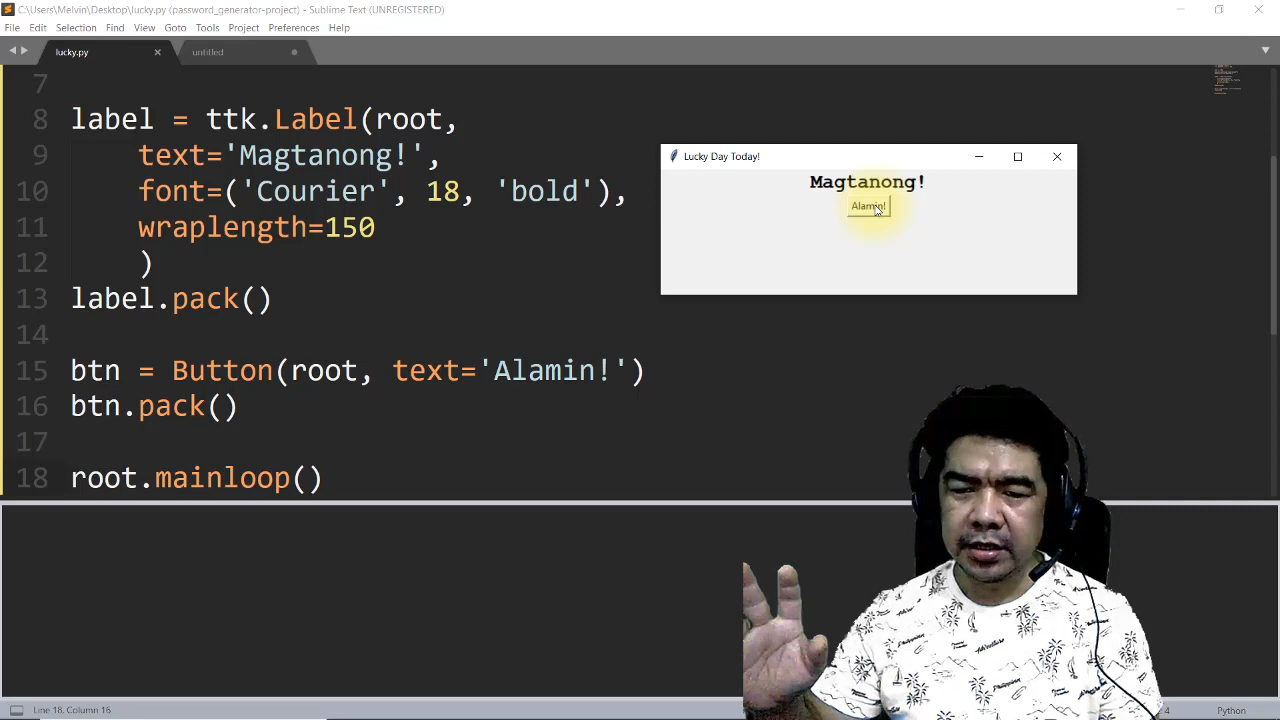 C:\Users\Melvin\Desktop\lucky.py (password_generator-project) - Sublime Text (UNREGISTERED)
File Edit Selection Find View Goto Tools Project Preferences Help
lucky.py
untitled
7
8 label = ttk.Label(root,
9 text='Magtanong!',
10 font=('Courier', 18, 'bold'),
11 wraplength=150
12 )
13 label.pack()
14
15 btn = Button(root, text='Alamin!')
16 btn.pack()
17
18 root.mainloop()
Lucky Day Today!
Magtanong!
Alamin!
Line 18, Column 16
4
Python